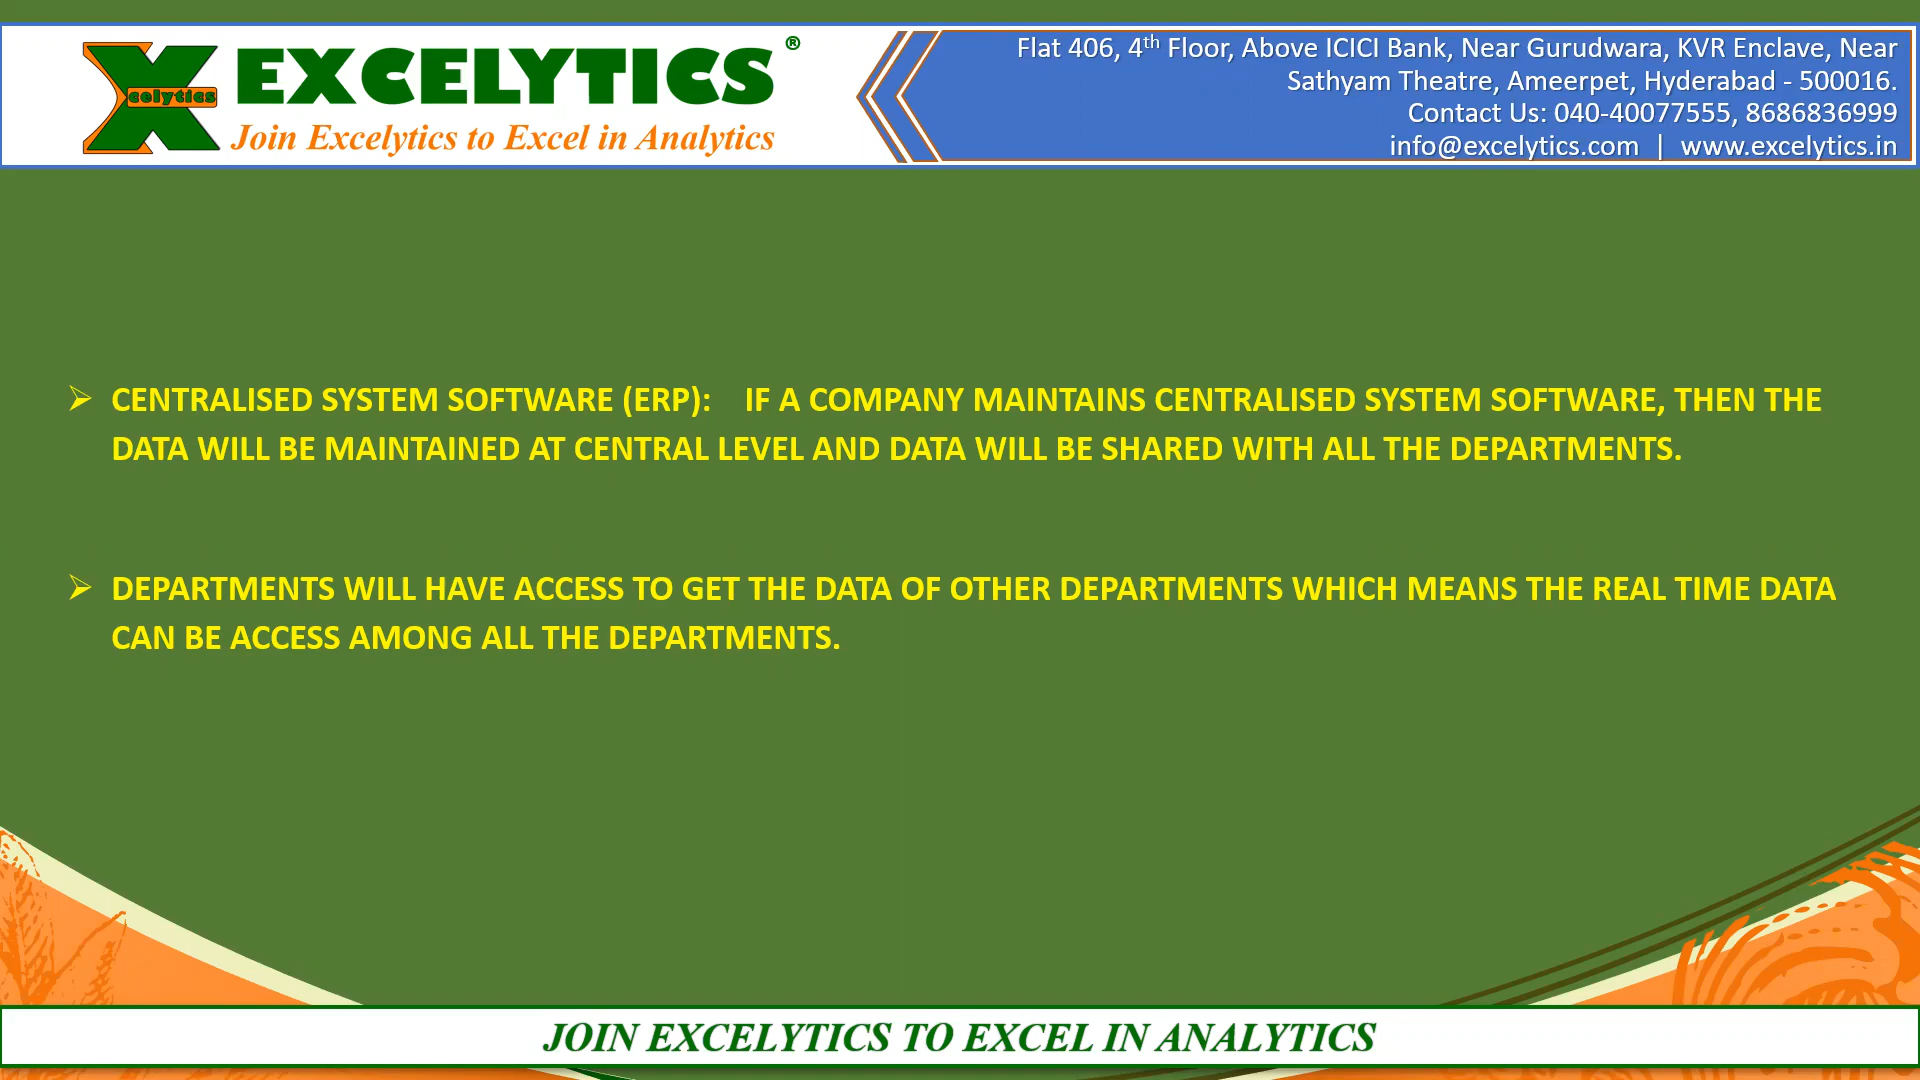 celytics
EXCELYTICS ®
Join Excelytics to Excel in Analytics
Flat 406, 4th Floor, Above ICICI Bank, Near Gurudwara, KVR Enclave, Near
Sathyam Theatre, Ameerpet, Hyderabad - 500016.
Contact Us: 040-40077555, 8686836999
info@excelytics.com | www.excelytics.in
➢ CENTRALISED SYSTEM SOFTWARE (ERP): IF A COMPANY MAINTAINS CENTRALISED SYSTEM SOFTWARE, THEN THE
DATA WILL BE MAINTAINED AT CENTRAL LEVEL AND DATA WILL BE SHARED WITH ALL THE DEPARTMENTS.
➢ DEPARTMENTS WILL HAVE ACCESS TO GET THE DATA OF OTHER DEPARTMENTS WHICH MEANS THE REAL TIME DATA
CAN BE ACCESS AMONG ALL THE DEPARTMENTS.
JOIN EXCELYTICS TO EXCEL IN ANALYTICS